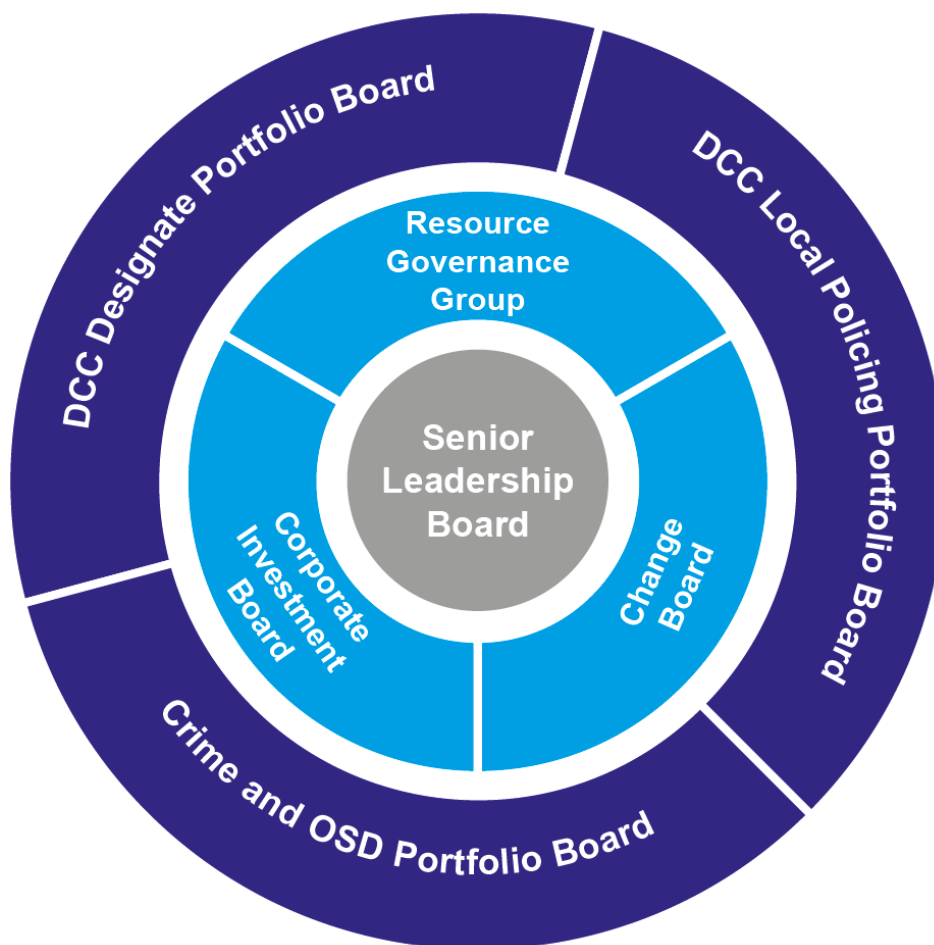 DCC Designate Portfolio Board
DCC Local Policing Portfolio Board
Resource
Governance
Group
Senior
Leadership
Board
Corporate
Investment
Board
Change
Board
Crime and OSD Portfolio Board